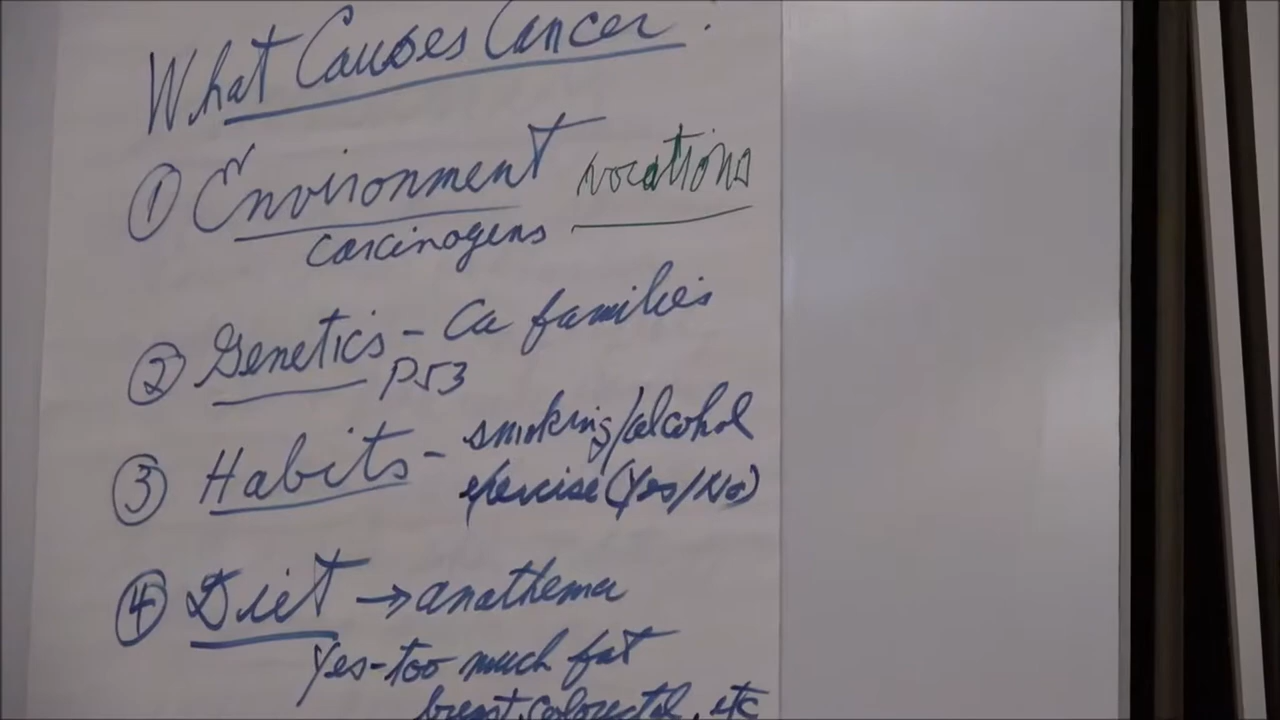 What Causes Cancer?
① Environment vocations
carcinogens
② Genetics - Ca families
P53
③ Habits - smoking/alcohol
exercise (Yes/No)
④ Diet → anathema
Yes - too much fat
breast, colorectal, etc